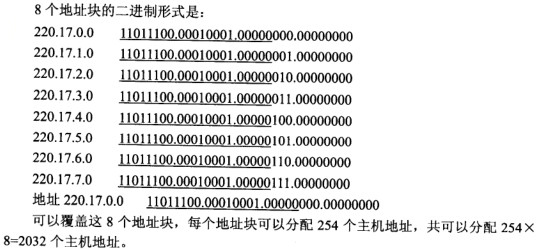 8 个地址块的二进制形式是：
220.17.0.0 11011100.00010001.00000000.00000000
220.17.1.0 11011100.00010001.00000001.00000000
220.17.2.0 11011100.00010001.00000010.00000000
220.17.3.0 11011100.00010001.00000011.00000000
220.17.4.0 11011100.00010001.00000100.00000000
220.17.5.0 11011100.00010001.00000101.00000000
220.17.6.0 11011100.00010001.00000110.00000000
220.17.7.0 11011100.00010001.00000111.00000000
地址 220.17.0.0 11011100.00010001.00000000.00000000
可以覆盖这 8 个地址块，每个地址块可以分配 254 个主机地址，共可以分配 254×
8=2032 个主机地址。